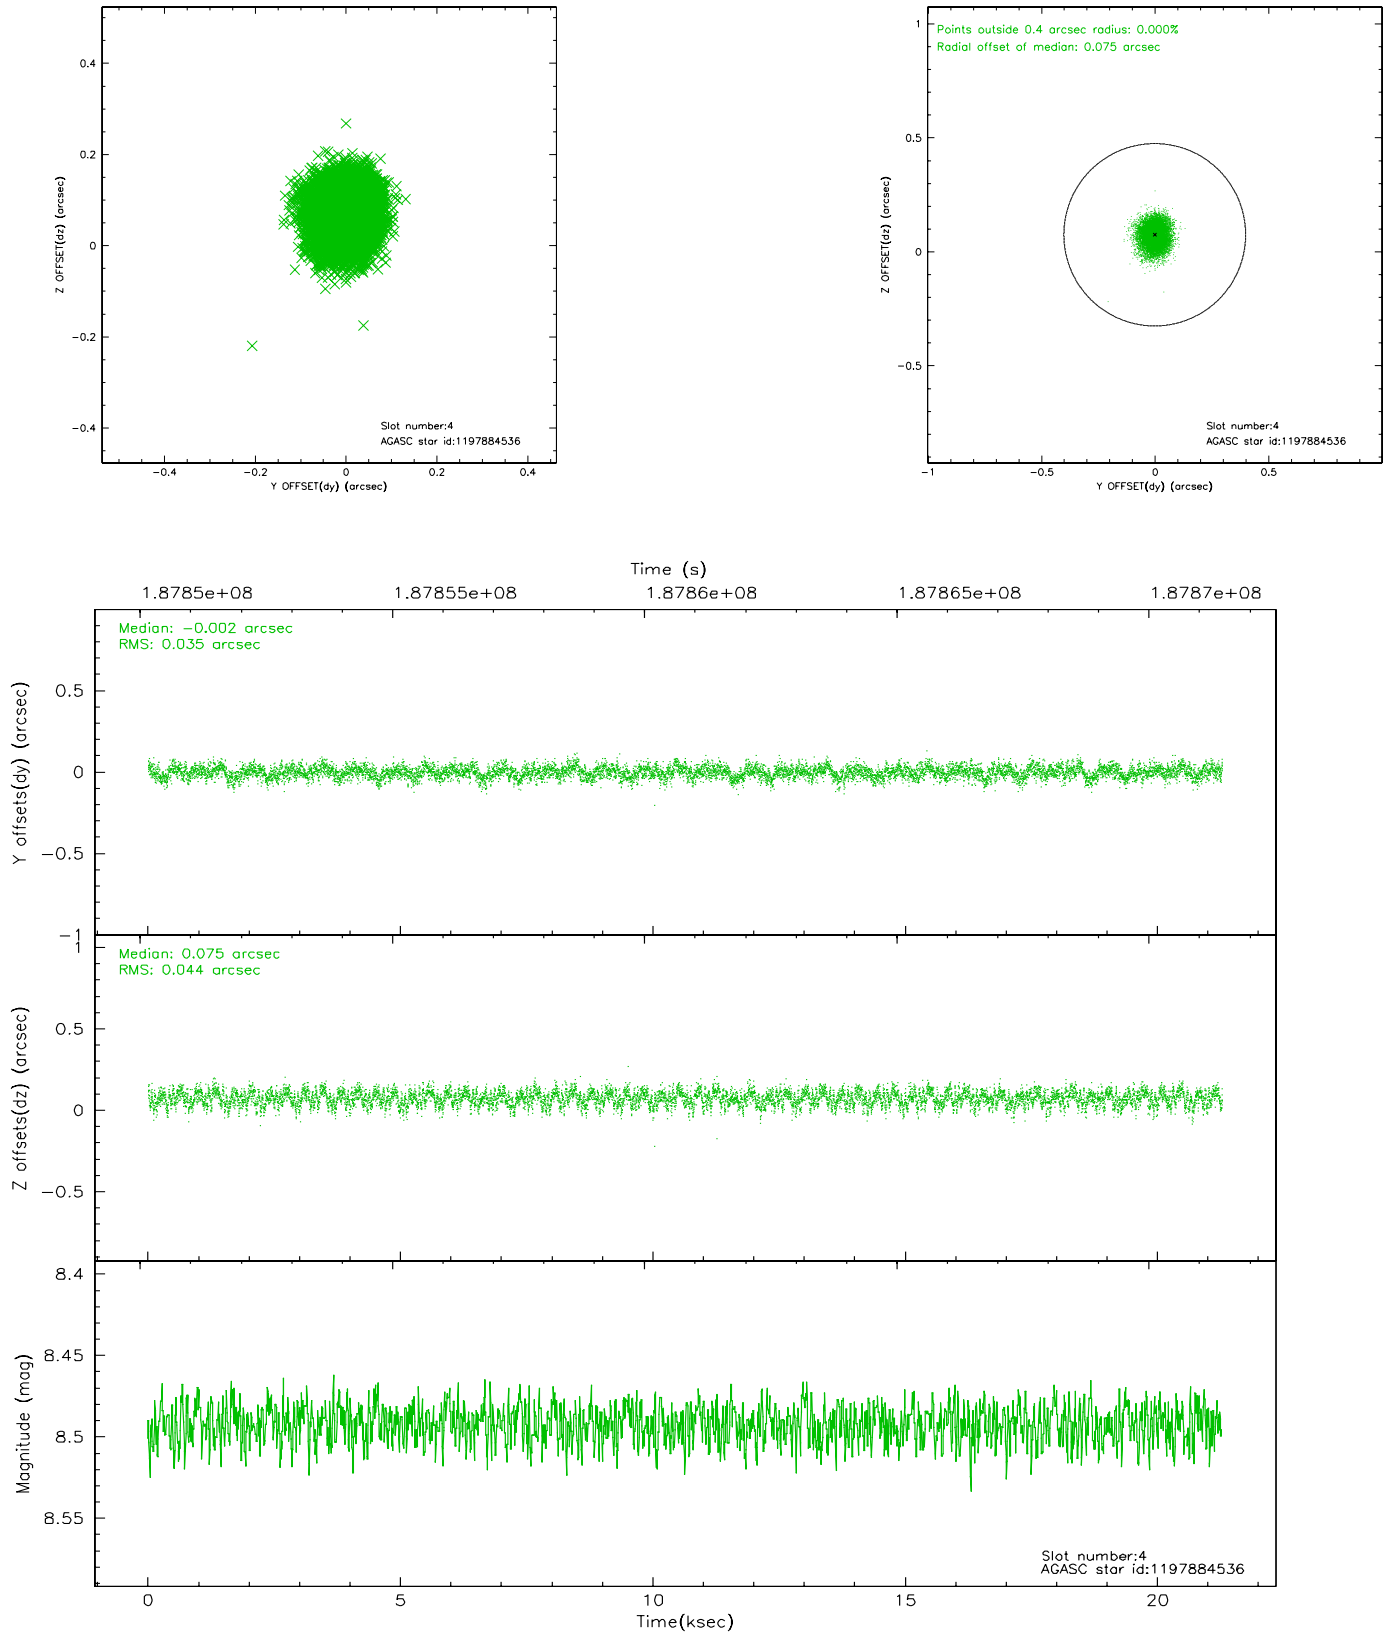 0.4
0.2
0
−0.2
−0.4
Z OFFSET(dz) (arcsec)
Slot number:4
AGASC star id:1197884536
−0.4 −0.2 0 0.2 0.4
Y OFFSET(dy) (arcsec)
Points outside 0.4 arcsec radius: 0.000%
Radial offset of median: 0.075 arcsec
1
0.5
0
−0.5
Z OFFSET(dz) (arcsec)
Slot number:4
AGASC star id:1197884536
−1 −0.5 0 0.5
Y OFFSET(dy) (arcsec)
Time (s)
1.8785e+08 1.87855e+08 1.8786e+08 1.87865e+08 1.8787e+08
Median: −0.002 arcsec
RMS: 0.035 arcsec
0.5
0
−0.5
−1
Y offsets(dy) (arcsec)
Median: 0.075 arcsec
RMS: 0.044 arcsec
1
0.5
0
−0.5
Z offsets(dz) (arcsec)
8.4
8.45
8.5
8.55
Magnitude (mag)
Slot number:4
AGASC star id:1197884536
0 5 10 15 20
Time(ksec)